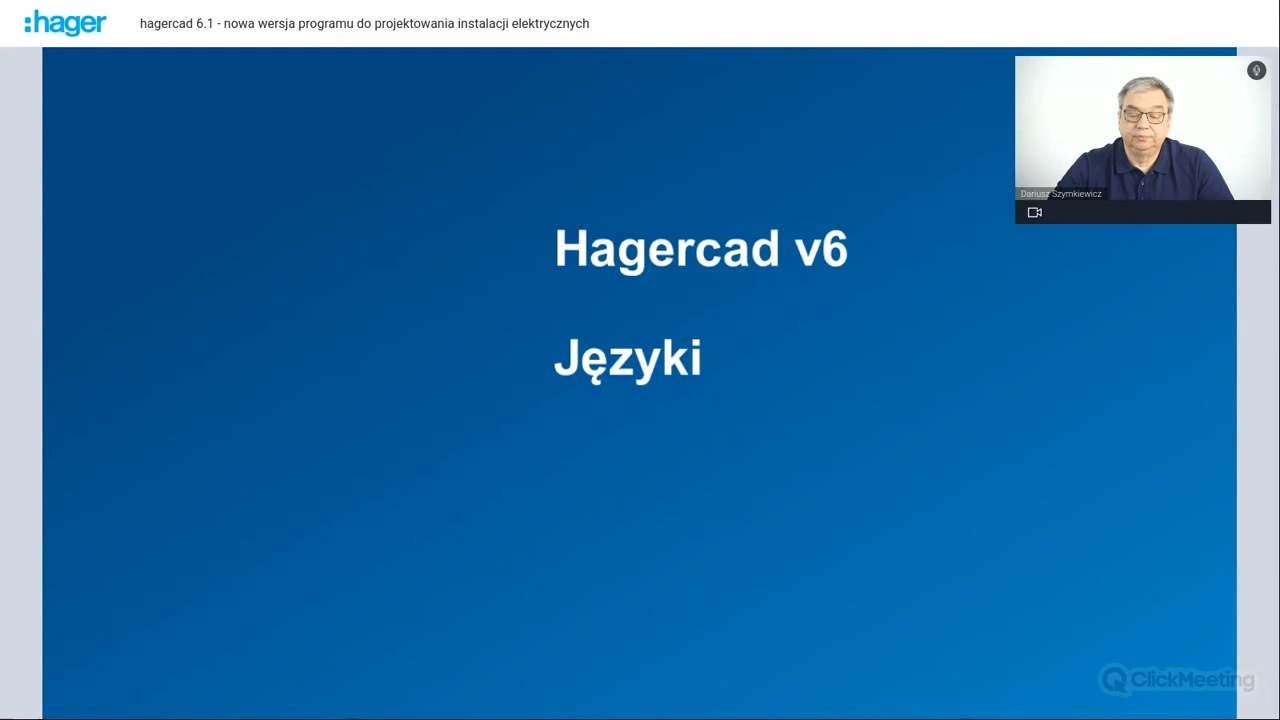 :hager
hagercad 6.1 - nowa wersja programu do projektowania instalacji elektrycznych
Dariusz Szymkiewicz
Hagercad v6
Języki
ClickMeeting